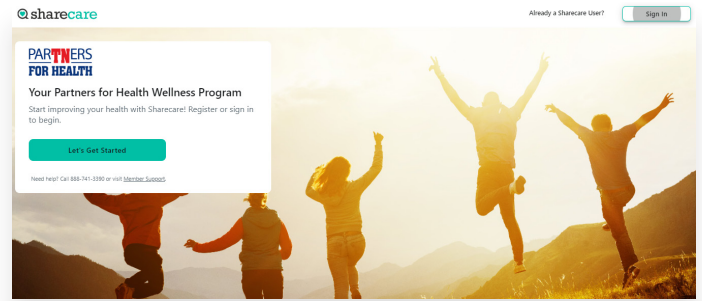 sharecare
Already a Sharecare User?
Sign In
PARTNERS
FOR HEALTH
Your Partners for Health Wellness Program
Start improving your health with Sharecare! Register or sign in
to begin.
Let's Get Started
Need help? Call 888-741-3390 or visit Member Support.